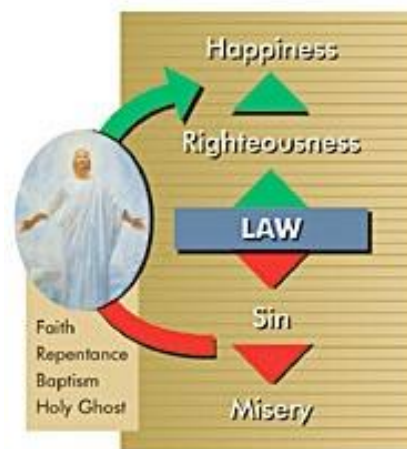 Happiness
Righteousness
LAW
Sin
Misery
Faith
Repentance
Baptism
Holy Ghost